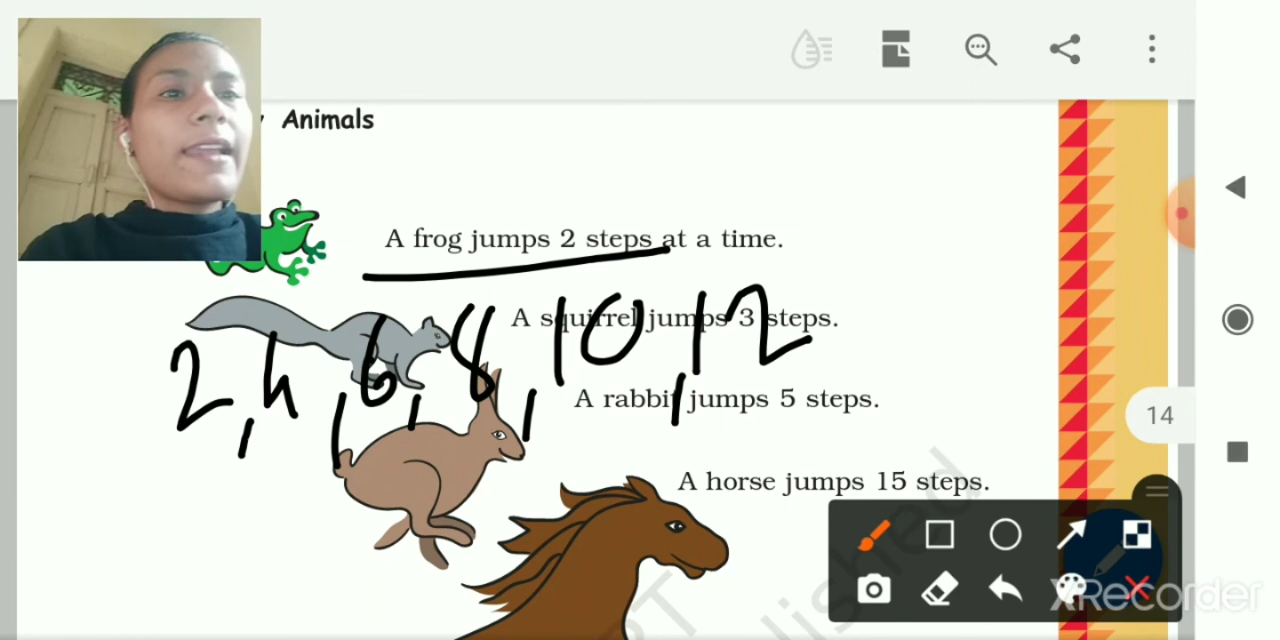 Animals
A frog jumps 2 steps at a time.
A squirrel jumps 3 steps.
2, 4, 6, 8, 10, 12
A rabbit jumps 5 steps.
A horse jumps 15 steps.
14
XRecorder